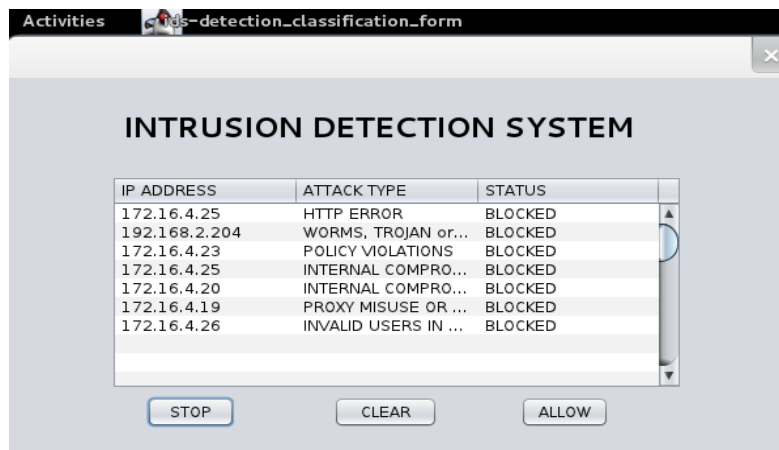 Activities ids-detection_classification_form
INTRUSION DETECTION SYSTEM
IP ADDRESS ATTACK TYPE STATUS
172.16.4.25 HTTP ERROR BLOCKED
192.168.2.204 WORMS, TROJAN or... BLOCKED
172.16.4.23 POLICY VIOLATIONS BLOCKED
172.16.4.25 INTERNAL COMPRO... BLOCKED
172.16.4.20 INTERNAL COMPRO... BLOCKED
172.16.4.19 PROXY MISUSE OR ... BLOCKED
172.16.4.26 INVALID USERS IN ... BLOCKED
STOP CLEAR ALLOW